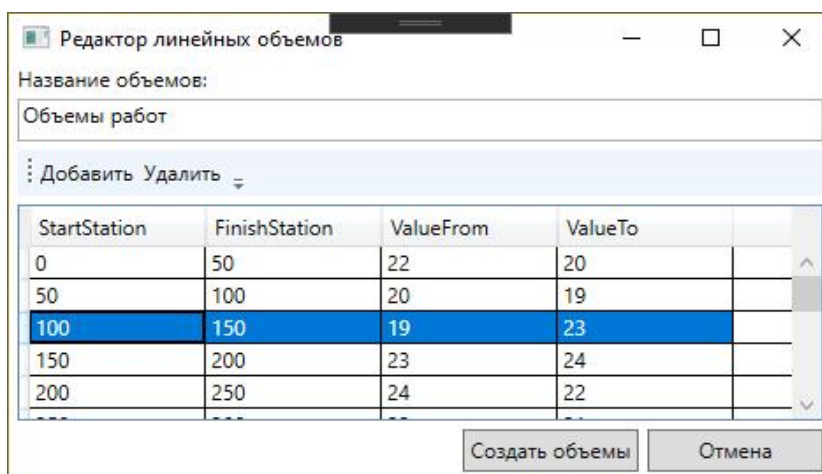 Редактор линейных объемов
Название объемов:
Объемы работ
Добавить Удалить
StartStation FinishStation ValueFrom ValueTo
0 50 22 20
50 100 20 19
100 150 19 23
150 200 23 24
200 250 24 22
Создать объемы Отмена